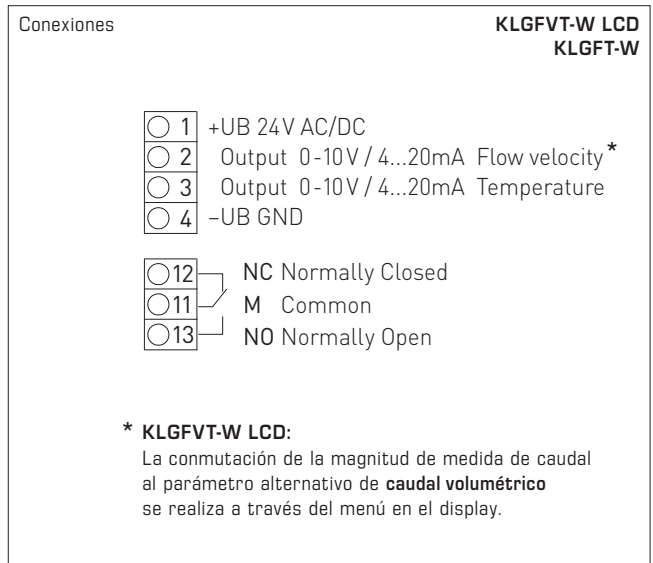 Conexiones
KLGFVT-W LCD
KLGFT-W
1 +UB 24V AC/DC
2 Output 0-10V / 4...20mA Flow velocity*
3 Output 0-10V / 4...20mA Temperature
4 –UB GND
12 NC Normally Closed
11 M Common
13 NO Normally Open
* KLGFVT-W LCD:
La conmutación de la magnitud de medida de caudal
al parámetro alternativo de caudal volumétrico
se realiza a través del menú en el display.